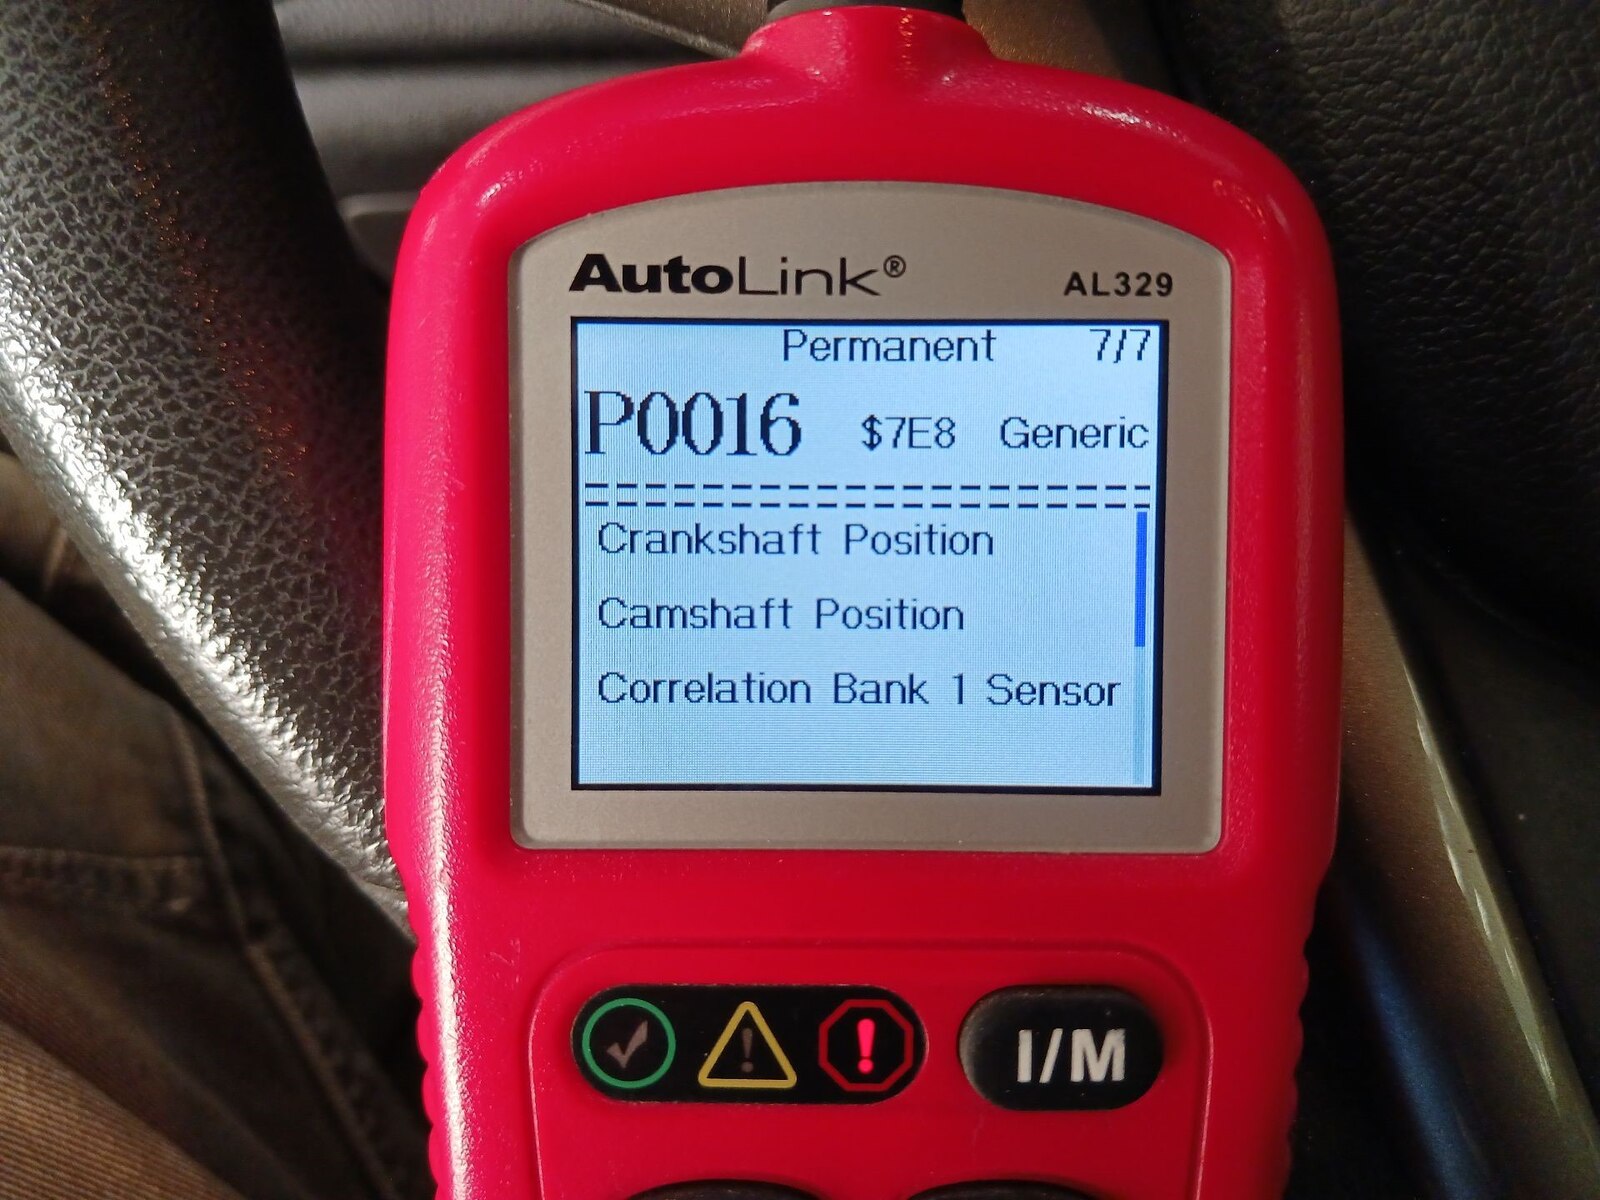 AutoLink® AL329
Permanent 7/7
P0016 $7E8 Generic
Crankshaft Position
Camshaft Position
Correlation Bank 1 Sensor
I/M